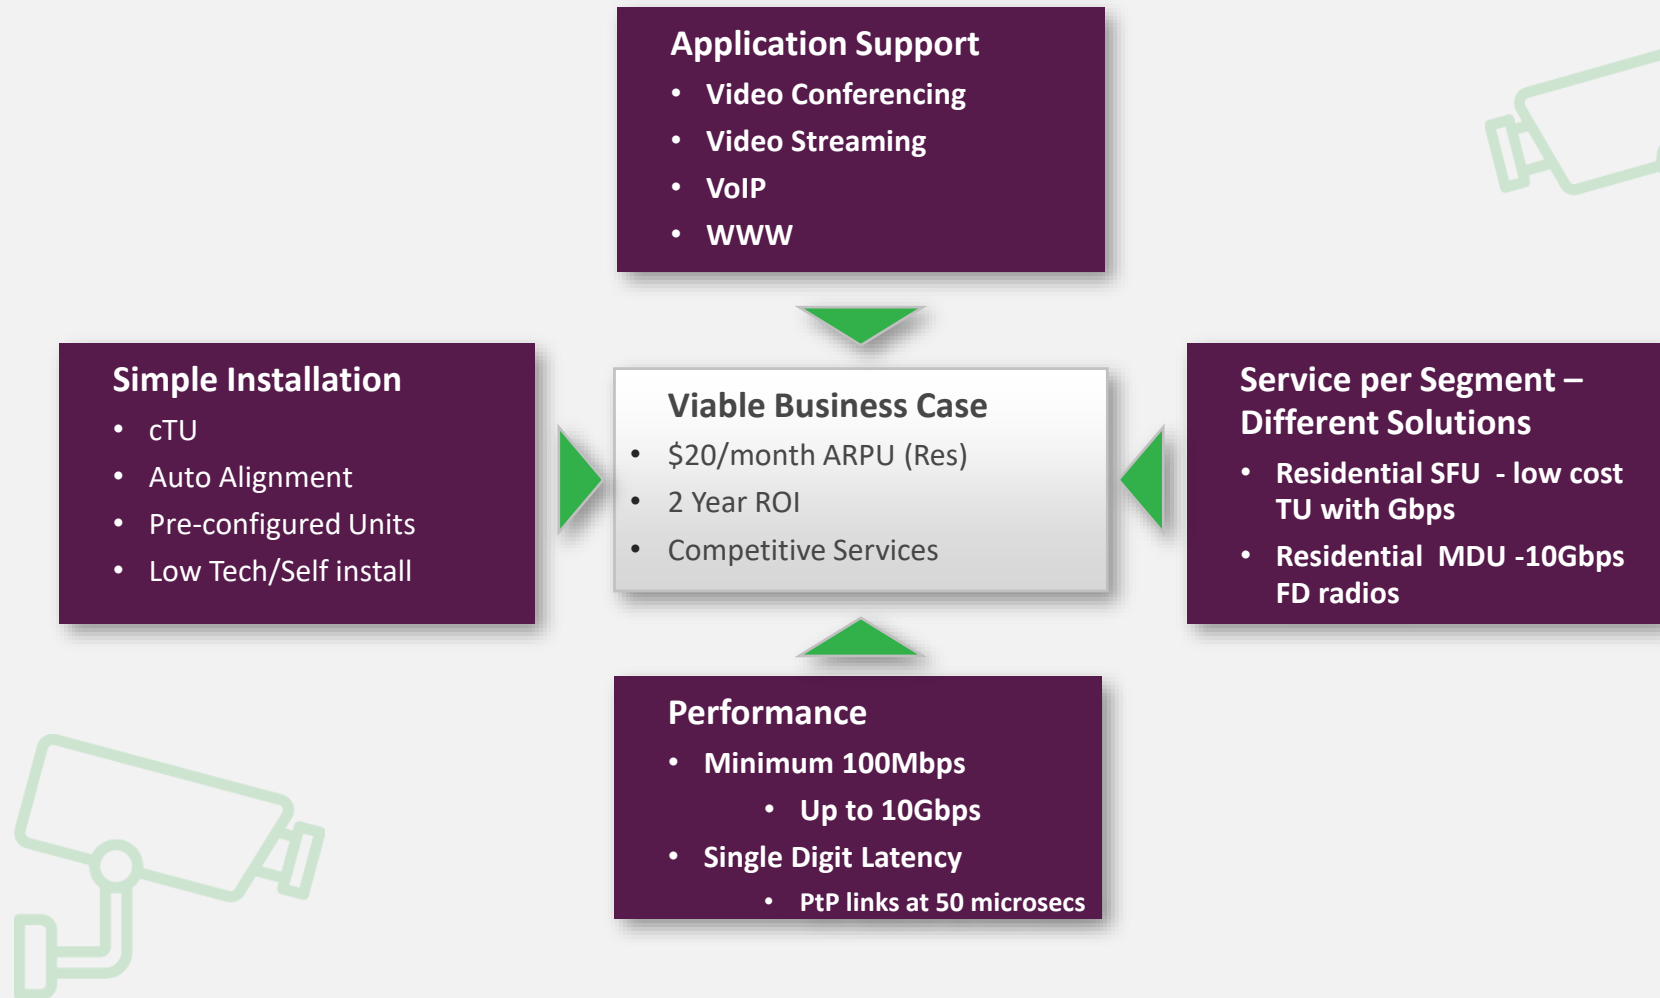 Application Support
• Video Conferencing
• Video Streaming
• VoIP
• WWW
Simple Installation
• cTU
• Auto Alignment
• Pre-configured Units
• Low Tech/Self install
Viable Business Case
• $20/month ARPU (Res)
• 2 Year ROI
• Competitive Services
Service per Segment –
Different Solutions
• Residential SFU - low cost
TU with Gbps
• Residential MDU -10Gbps
FD radios
Performance
• Minimum 100Mbps
• Up to 10Gbps
• Single Digit Latency
• PtP links at 50 microsecs